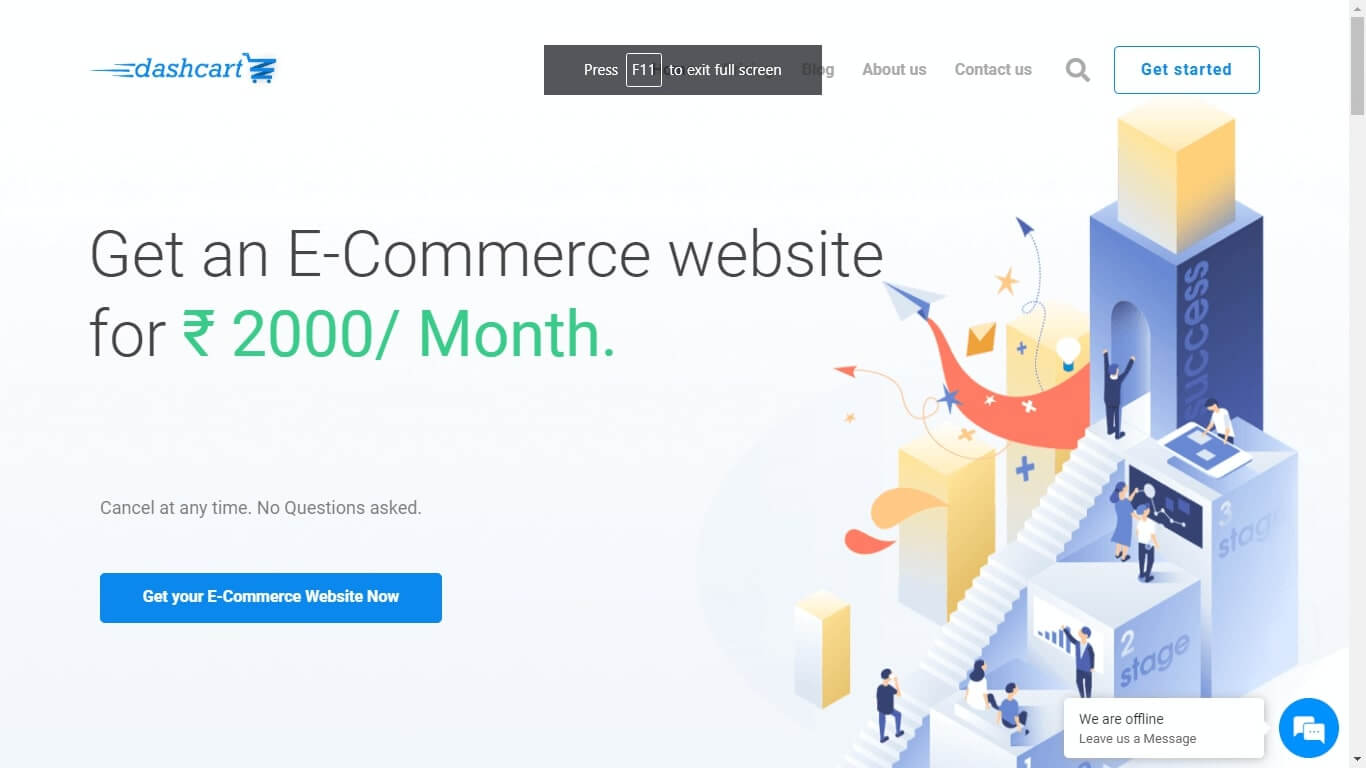 dashcart
Press F11 to exit full screen
Blog
About us
Contact us
Get started
Get an E-Commerce website
for ₹ 2000/ Month.
Cancel at any time. No Questions asked.
Get your E-Commerce Website Now
success
3
stage
2
stage
1
We are offline
Leave us a Message